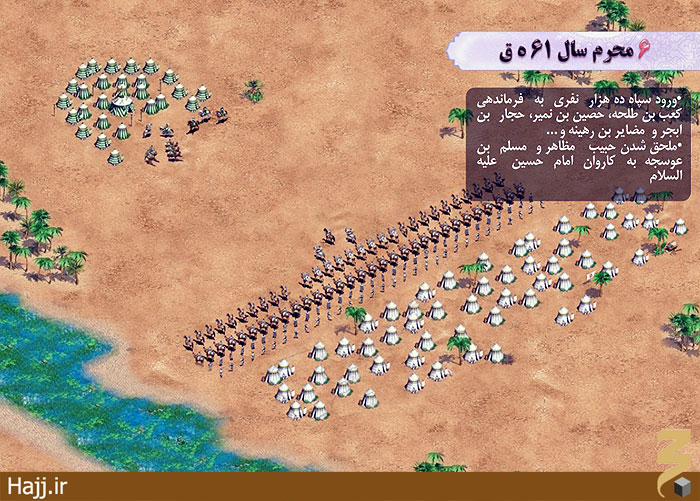 ۶ محرم سال ۶۱ ه ق
•ورود سپاه ده هزار نفری به فرماندهی
کعب بن طلحه، حصین بن نمیر، حجار بن
ابجر و مضایر بن رهینه و...
•ملحق شدن حبیب مظاهر و مسلم بن
عوسجه به کاروان امام حسین علیه
السلام
Hajj.ir